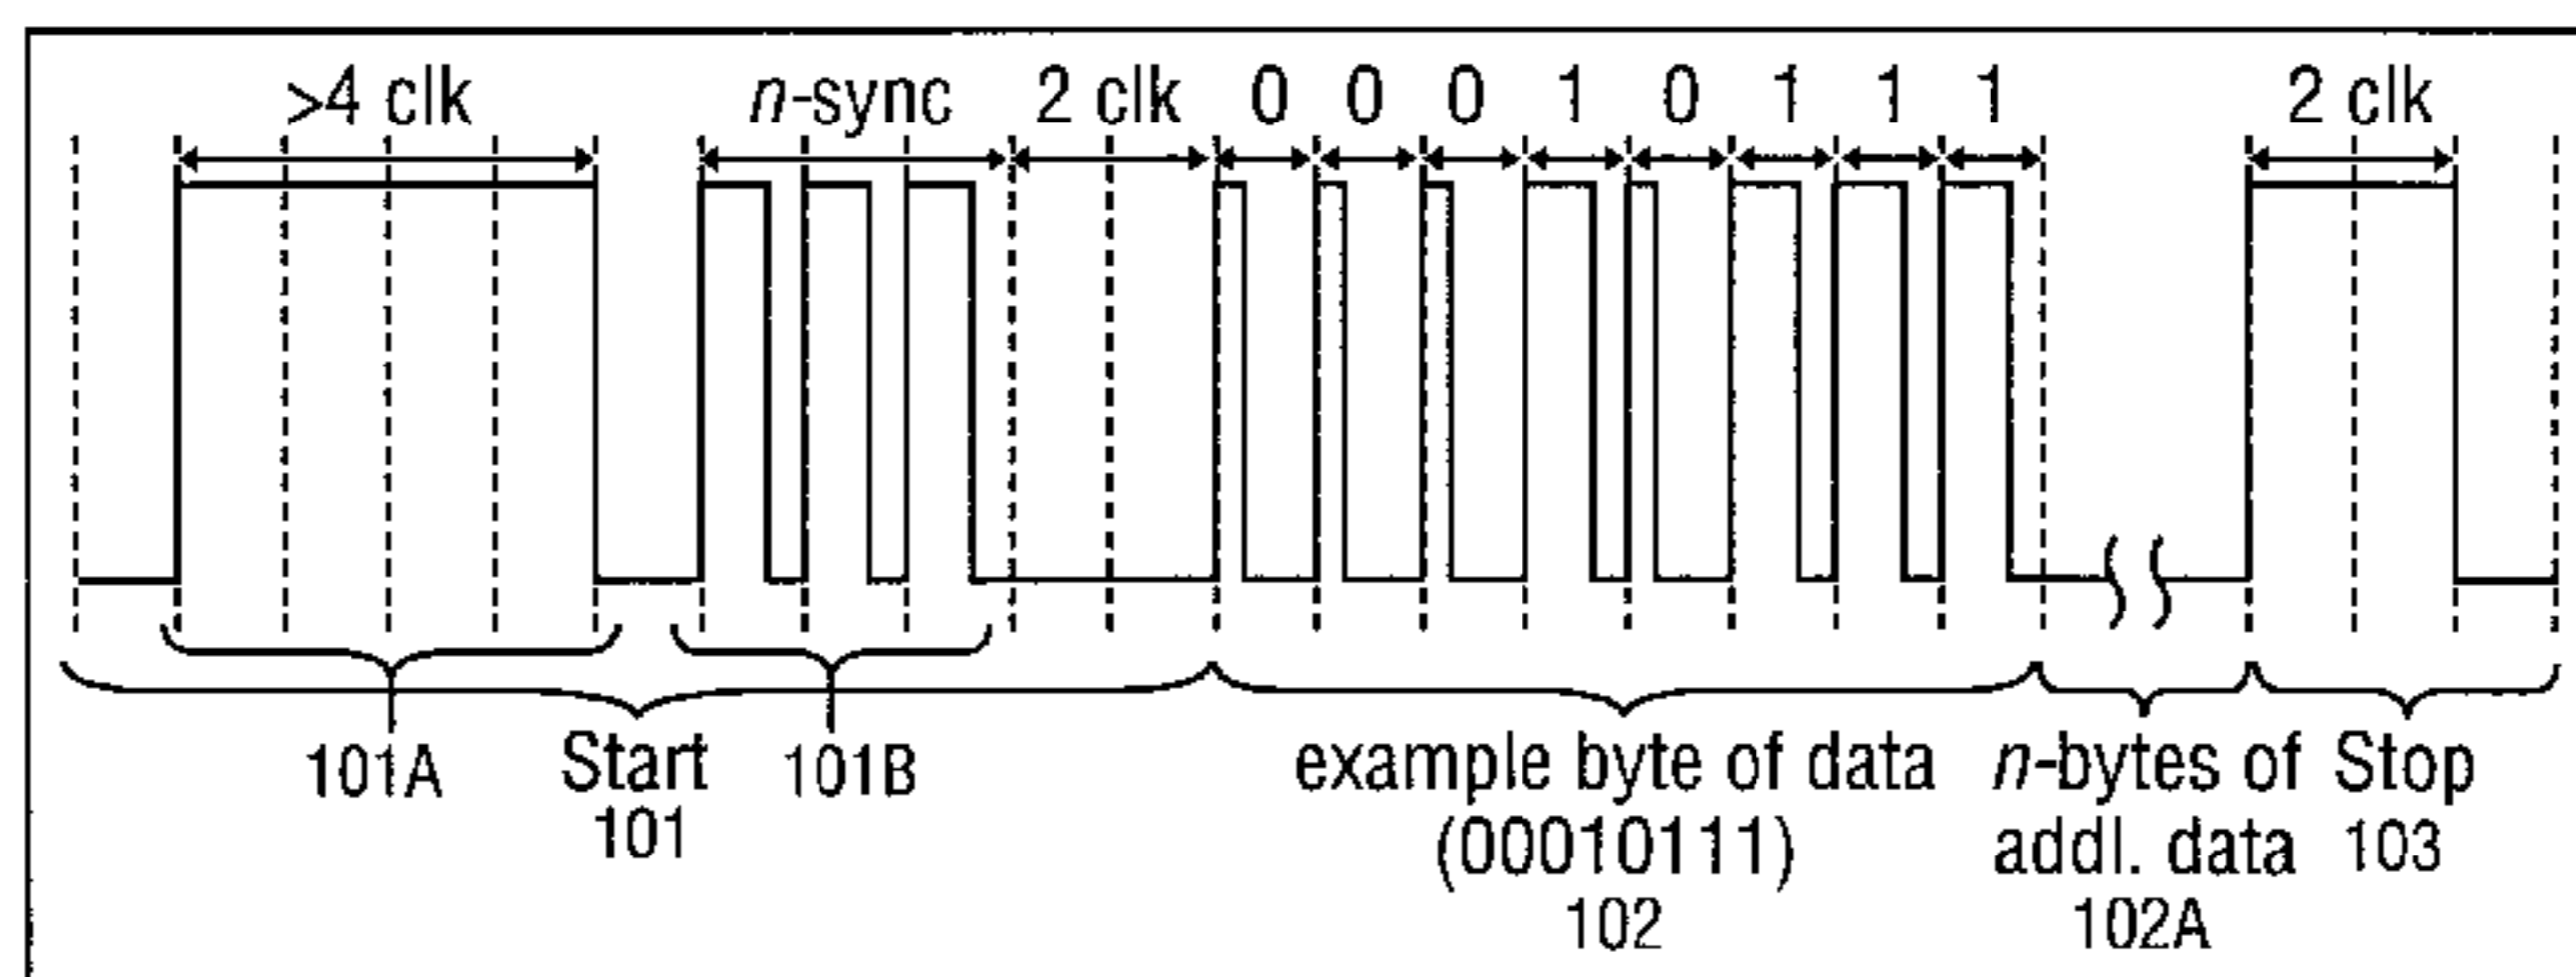 >4 clk n-sync 2 clk 0 0 0 1 0 1 1 1 2 clk
101A Start 101B example byte of data n-bytes of Stop
101 (00010111) addl. data 103
102 102A